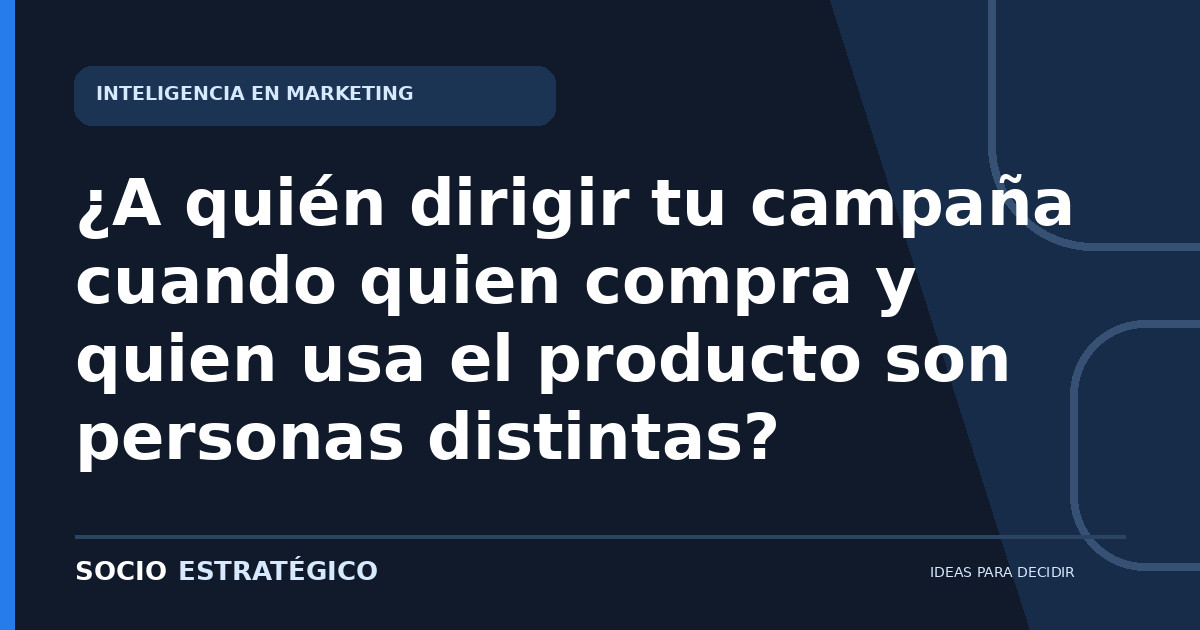 INTELIGENCIA EN MARKETING
¿A quién dirigir tu campaña
cuando quien compra y
quien usa el producto son
personas distintas?
SOCIO ESTRATÉGICO
IDEAS PARA DECIDIR